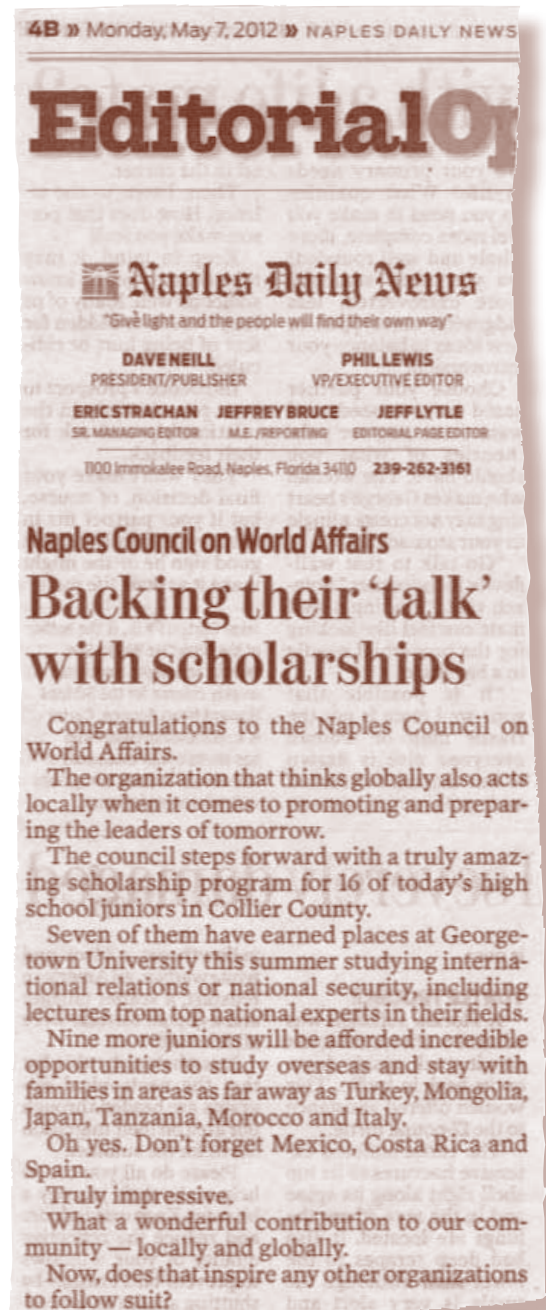 4B » Monday, May 7, 2012 » NAPLES DAILY NEWS
EditorialOp
Naples Daily News
"Give light and the people will find their own way"
DAVE NEILL PHIL LEWIS
PRESIDENT/PUBLISHER VP/EXECUTIVE EDITOR
ERIC STRACHAN JEFFREY BRUCE JEFF LYTLE
SR. MANAGING EDITOR M.E./REPORTING EDITORIAL PAGE EDITOR
1100 Immokalee Road, Naples, Florida 34110 239-262-3161
Naples Council on World Affairs
Backing their ‘talk’
with scholarships
Congratulations to the Naples Council on
World Affairs.
The organization that thinks globally also acts
locally when it comes to promoting and prepar-
ing the leaders of tomorrow.
The council steps forward with a truly amaz-
ing scholarship program for 16 of today's high
school juniors in Collier County.
Seven of them have earned places at George-
town University this summer studying interna-
tional relations or national security, including
lectures from top national experts in their fields.
Nine more juniors will be afforded incredible
opportunities to study overseas and stay with
families in areas as far away as Turkey, Mongolia,
Japan, Tanzania, Morocco and Italy.
Oh yes. Don't forget Mexico, Costa Rica and
Spain.
Truly impressive.
What a wonderful contribution to our com-
munity — locally and globally.
Now, does that inspire any other organizations
to follow suit?